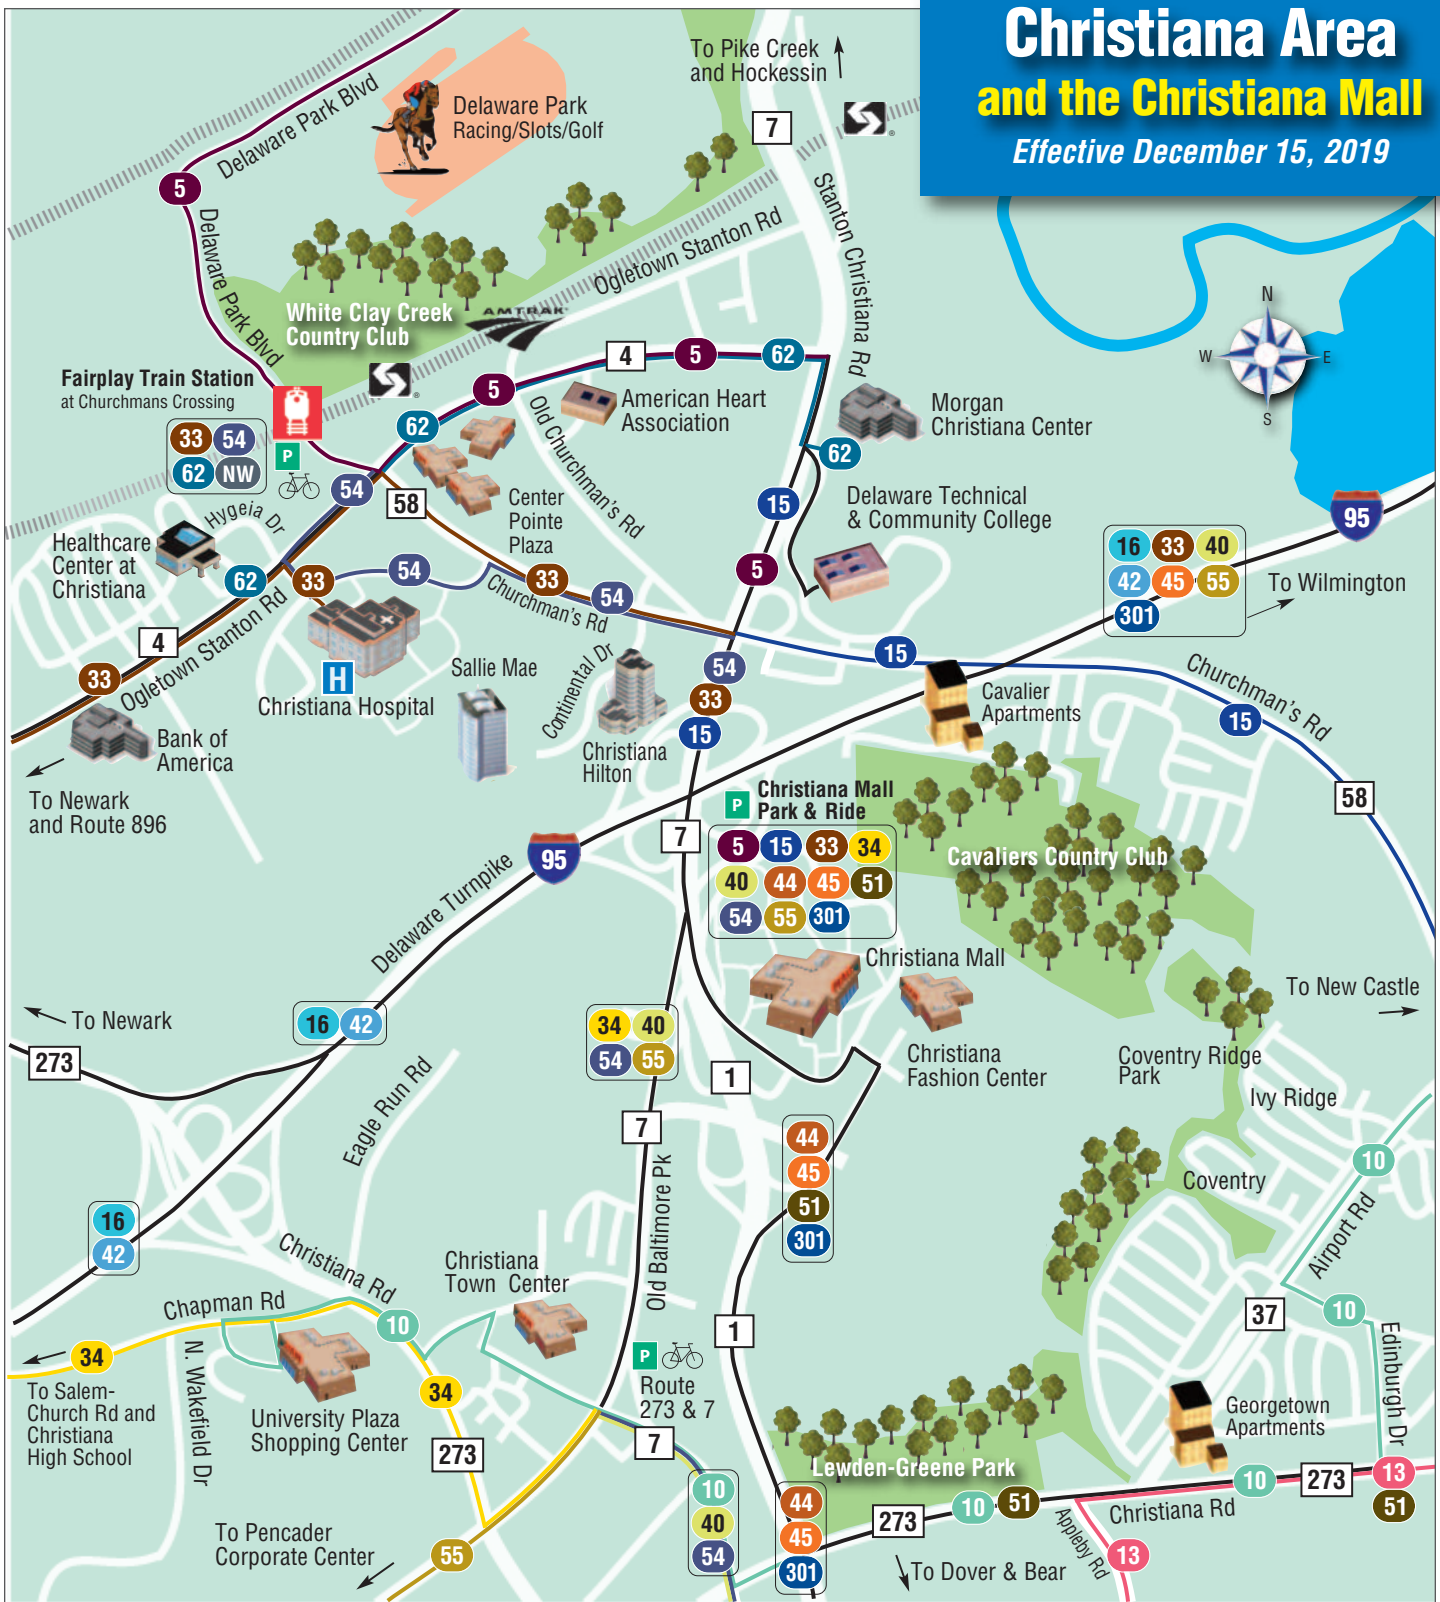 Christiana Area
and the Christiana Mall
Effective December 15, 2019
To Pike Creek
and Hockessin
7
®
Delaware Park Blvd
Delaware Park
Racing/Slots/Golf
5
Delaware Park Blvd
Stanton Christiana Rd
Ogletown Stanton Rd
White Clay Creek
Country Club
AMTRAK
®
N
W
E
S
4
5
62
Fairplay Train Station
at Churchmans Crossing
33
54
62
NW
P
5
62
54
58
American Heart
Association
Old Churchman's Rd
Morgan
Christiana Center
62
Center
Pointe
Plaza
15
Delaware Technical
& Community College
95
16
33
40
42
45
55
301
To Wilmington
Hygeia Dr
Healthcare
Center at
Christiana
62
33
54
33
54
5
Churchman's Rd
4
Ogletown Stanton Rd
33
H
Christiana Hospital
Sallie Mae
Continental Dr
Christiana
Hilton
54
33
15
15
Cavalier
Apartments
Churchman's Rd
15
58
Bank of
America
To Newark
and Route 896
P
Christiana Mall
Park & Ride
7
5
15
33
34
40
44
45
51
54
55
301
95
Cavaliers Country Club
Delaware Turnpike
Christiana Mall
To New Castle
To Newark
273
16
42
34
40
54
55
Christiana
Fashion Center
Coventry Ridge
Park
Ivy Ridge
1
7
Eagle Run Rd
44
45
51
301
10
Coventry
Airport Rd
16
42
Old Baltimore Pk
Christiana Rd
Christiana
Town Center
Chapman Rd
10
37
10
34
1
P
Route
273 & 7
Edinburgh Dr
To Salem-
Church Rd and
Christiana
High School
N. Wakefield Dr
University Plaza
Shopping Center
34
273
7
Georgetown
Apartments
Lewden-Greene Park
10
40
54
44
45
301
273
10
51
10
273
13
51
Christiana Rd
Appleby Rd
13
To Pencader
Corporate Center
55
To Dover & Bear